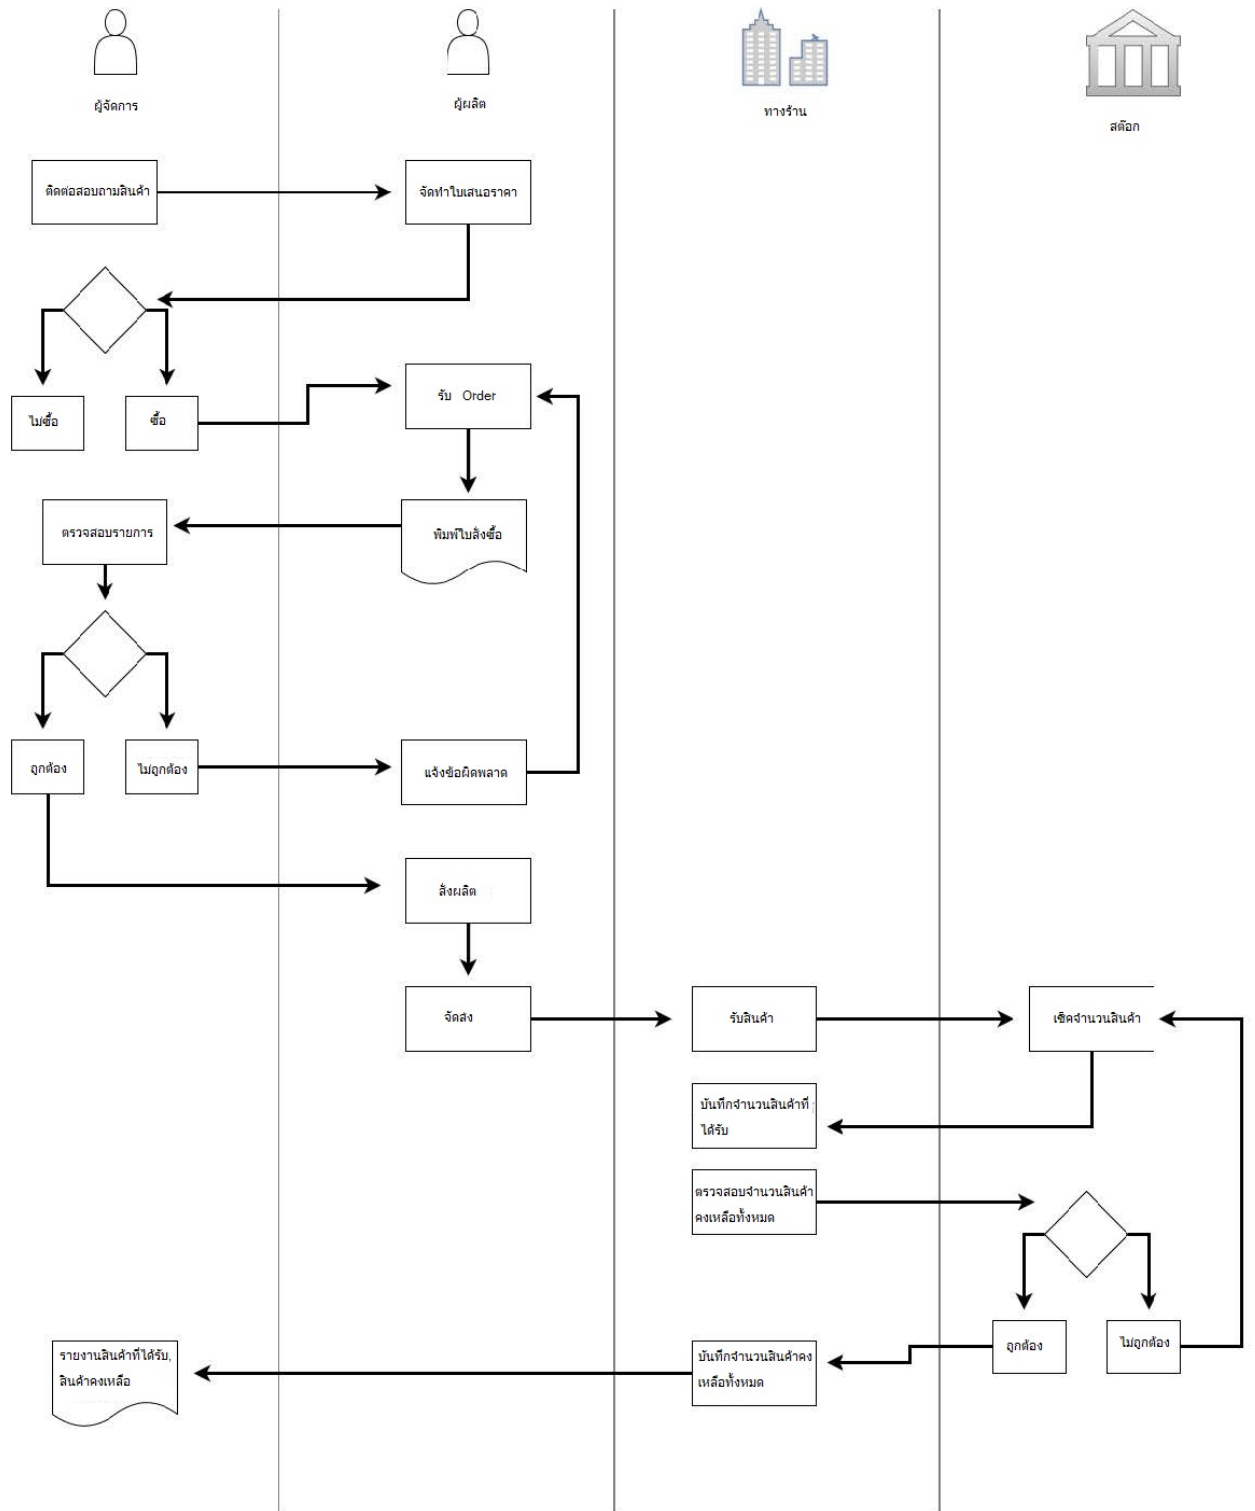 ผู้จัดการ
ผู้ผลิต
ทางร้าน
สต๊อก
ติดต่อสอบถามสินค้า
จัดทำใบเสนอราคา
ไม่ซื้อ
ซื้อ
รับ Order
ตรวจสอบรายการ
พิมพ์ใบสั่งซื้อ
ถูกต้อง
ไม่ถูกต้อง
แจ้งข้อผิดพลาด
สั่งผลิต
จัดส่ง
รับสินค้า
เช็คจำนวนสินค้า
บันทึกจำนวนสินค้าที่
ได้รับ
ตรวจสอบจำนวนสินค้า
คงเหลือทั้งหมด
ถูกต้อง
ไม่ถูกต้อง
บันทึกจำนวนสินค้าคง
เหลือทั้งหมด
รายงานสินค้าที่ได้รับ,
สินค้าคงเหลือ